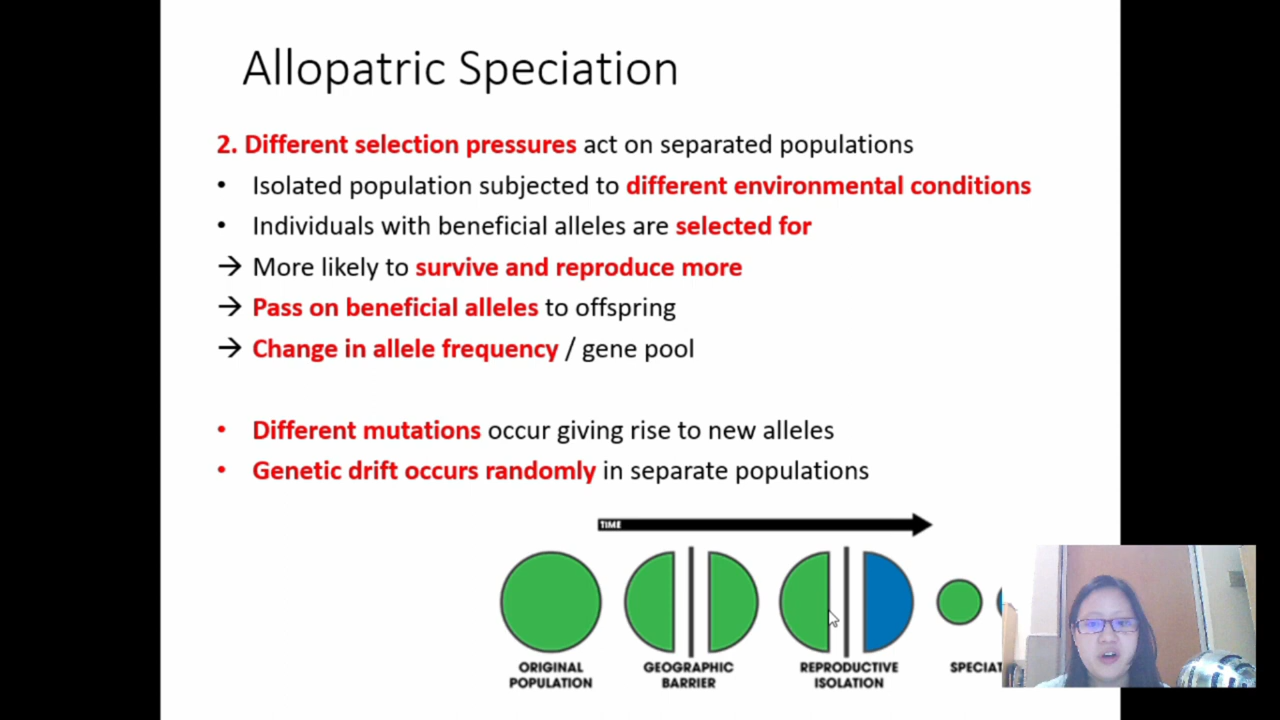 Allopatric Speciation
2. Different selection pressures act on separated populations
• Isolated population subjected to different environmental conditions
• Individuals with beneficial alleles are selected for
→ More likely to survive and reproduce more
→ Pass on beneficial alleles to offspring
→ Change in allele frequency / gene pool
• Different mutations occur giving rise to new alleles
• Genetic drift occurs randomly in separate populations
TIME
ORIGINAL
POPULATION
GEOGRAPHIC
BARRIER
REPRODUCTIVE
ISOLATION